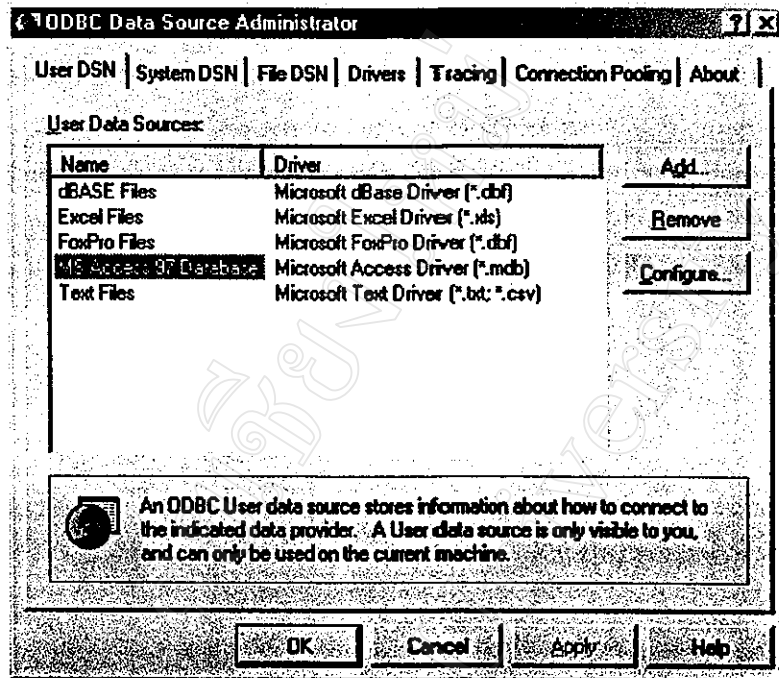 ODBC Data Source Administrator
User DSN System DSN File DSN Drivers Tracing Connection Pooling About
User Data Sources:
Name Driver
dBASE Files Microsoft dBase Driver (*.dbf)
Excel Files Microsoft Excel Driver (*.xls)
FoxPro Files Microsoft FoxPro Driver (*.dbf)
MS Access 97 Database Microsoft Access Driver (*.mdb)
Text Files Microsoft Text Driver (*.txt; *.csv)
Add...
Remove
Configure...
An ODBC User data source stores information about how to connect to
the indicated data provider. A User data source is only visible to you,
and can only be used on the current machine.
OK Cancel Apply Help